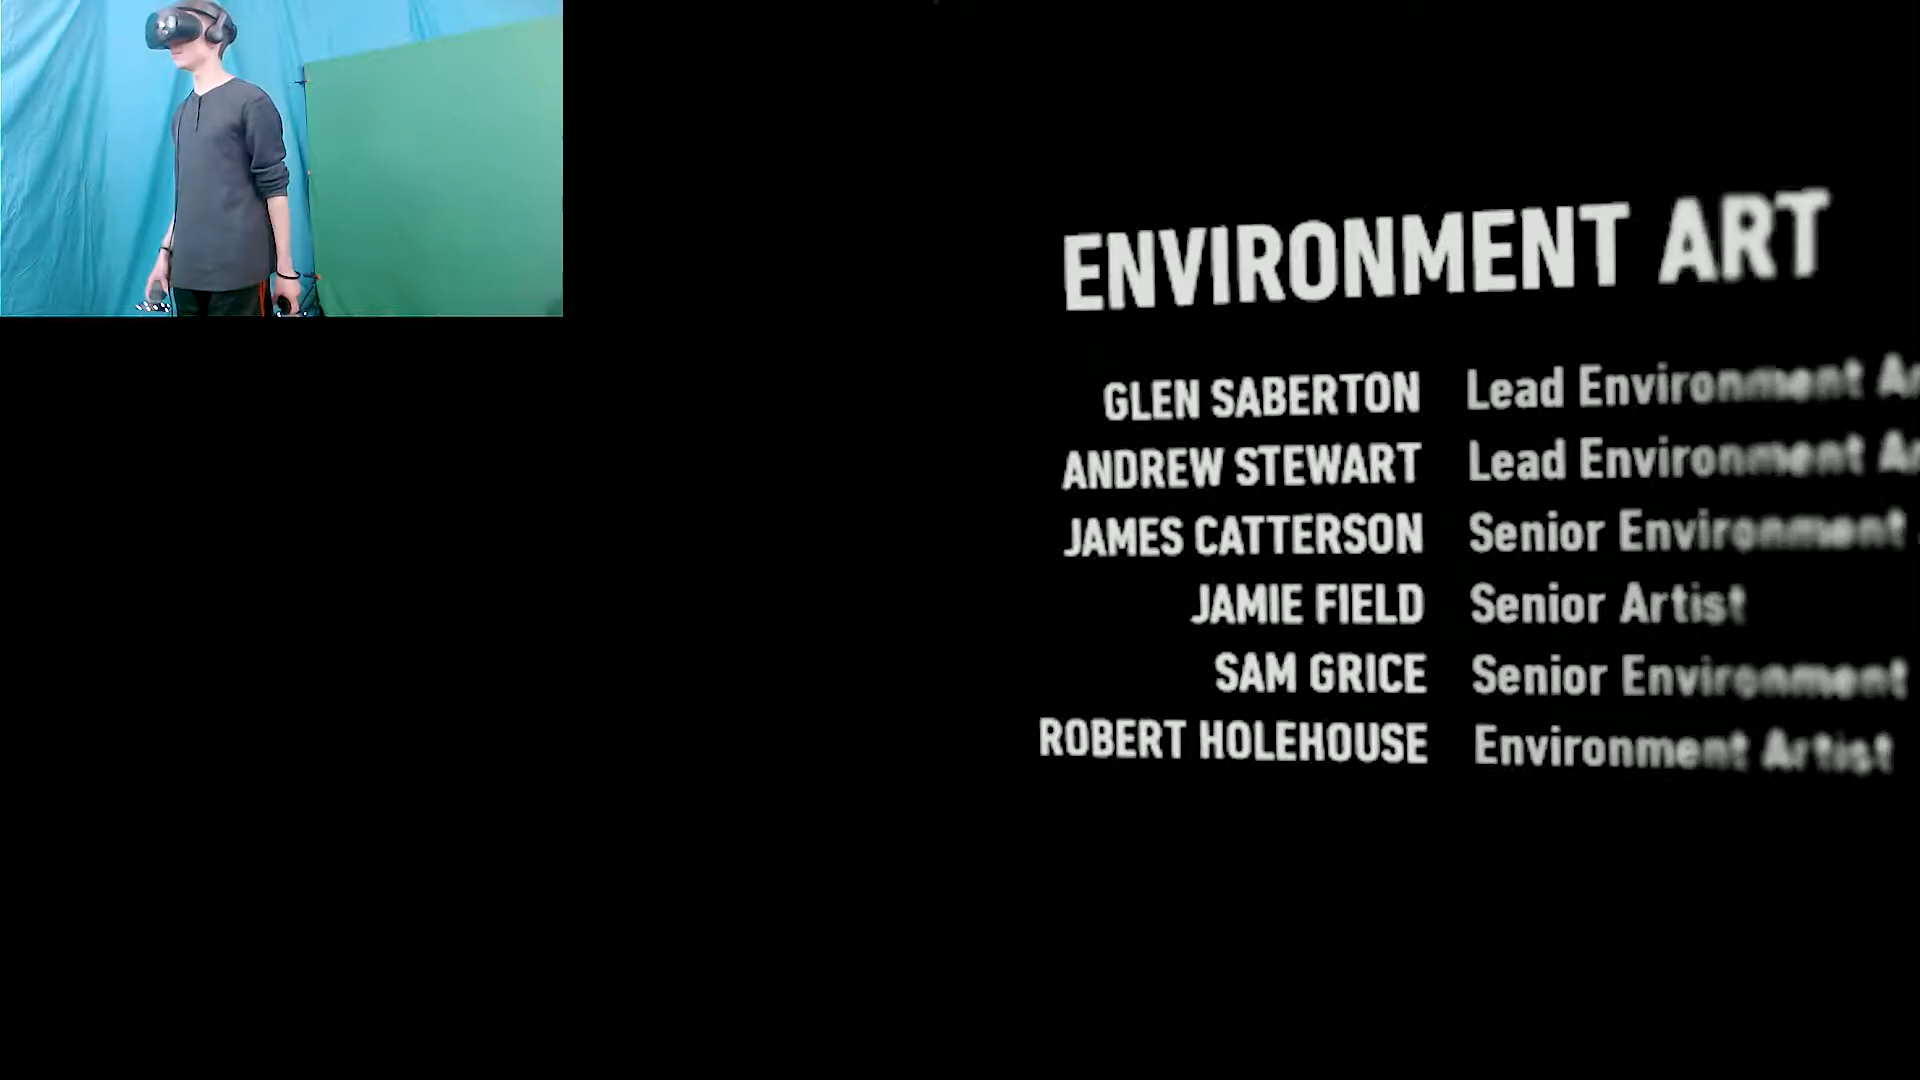 ENVIRONMENT ART
GLEN SABERTON Lead Environment
ANDREW STEWART Lead Environment
JAMES CATTERSON Senior Environment
JAMIE FIELD Senior Artist
SAM GRICE Senior Environment
ROBERT HOLEHOUSE Environment Artist